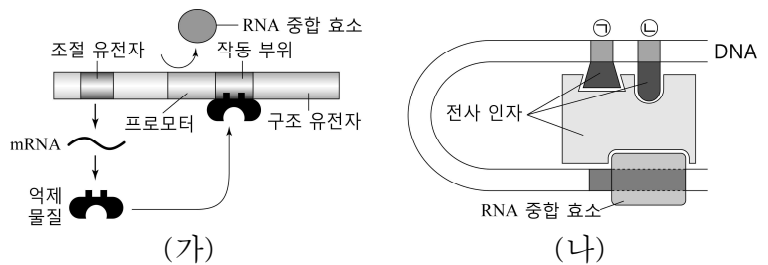 RNA 중합 효소
조절 유전자
작동 부위
프로모터
구조 유전자
mRNA
억제
물질
(가)
㉠ ㉡
DNA
전사 인자
RNA 중합 효소
(나)